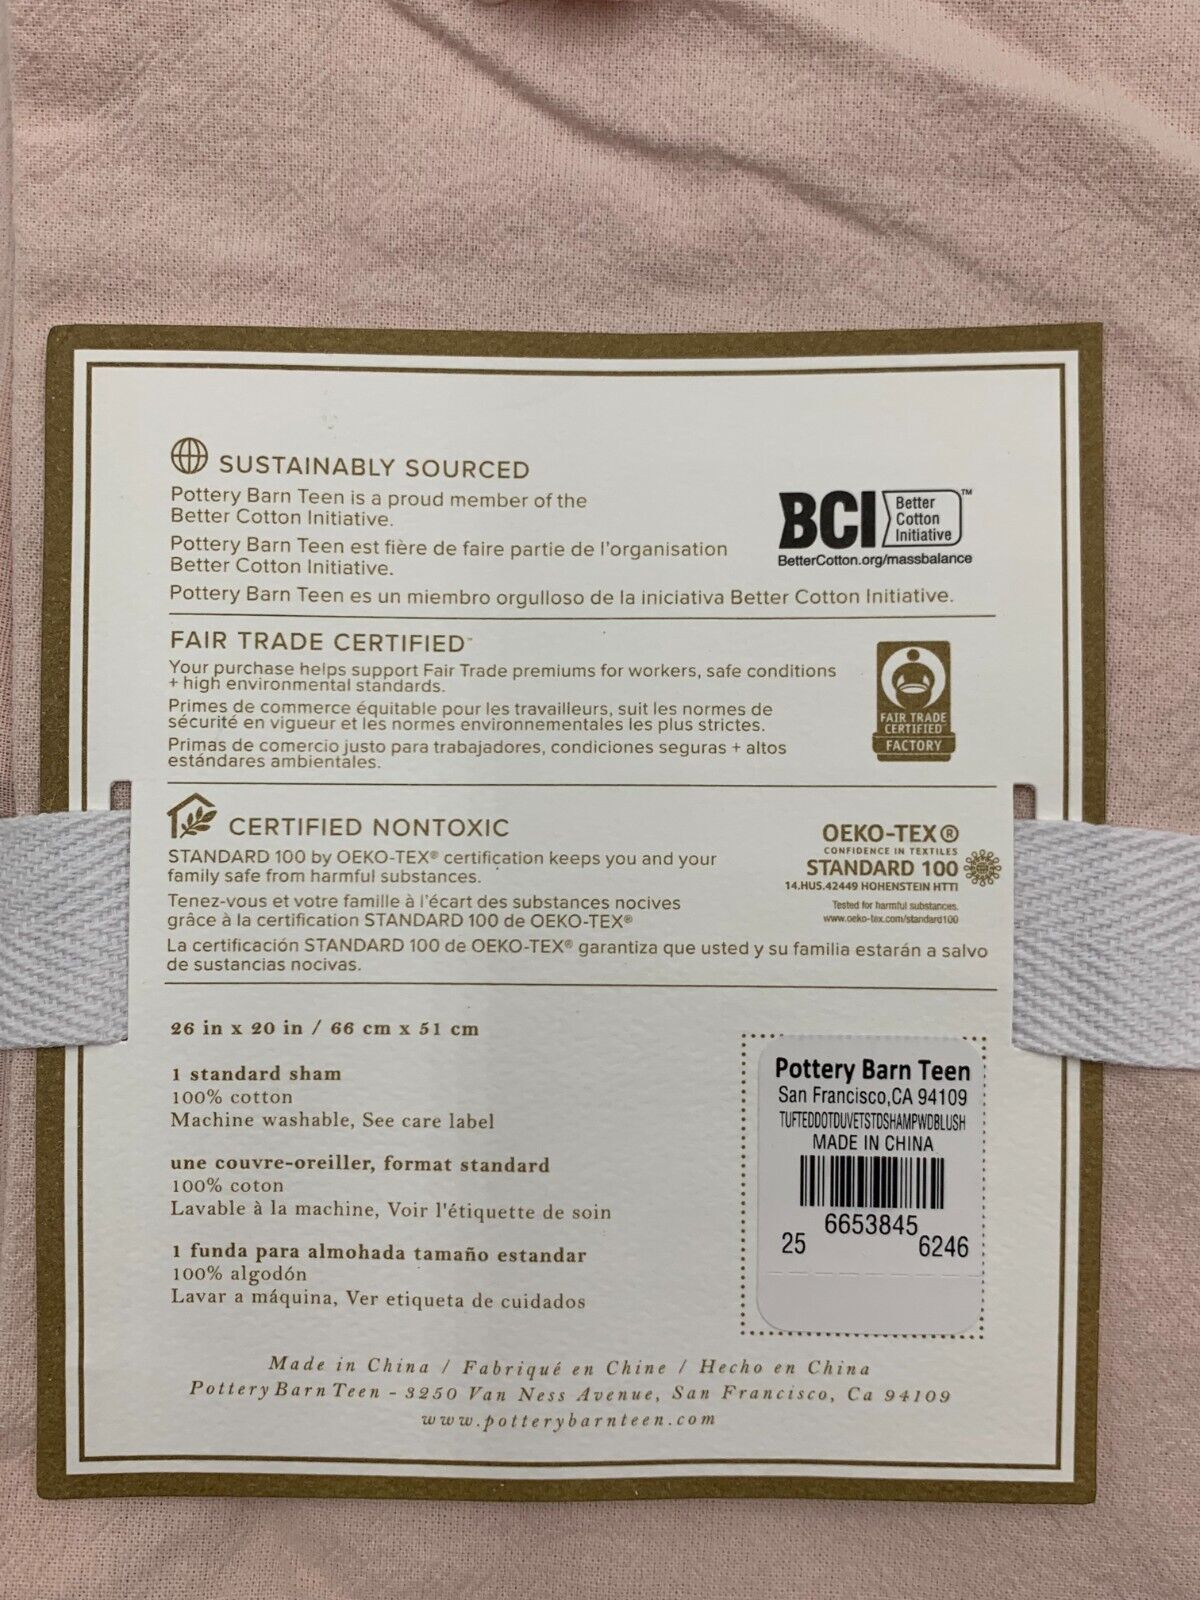 SUSTAINABLY SOURCED
Pottery Barn Teen is a proud member of the
Better Cotton Initiative.
Pottery Barn Teen est fière de faire partie de l'organisation
Better Cotton Initiative.
Pottery Barn Teen es un miembro orgulloso de la iniciativa Better Cotton Initiative.
BCI Better
Cotton
Initiative™
BetterCotton.org/massbalance
FAIR TRADE CERTIFIED™
Your purchase helps support Fair Trade premiums for workers, safe conditions
+ high environmental standards.
Primes de commerce équitable pour les travailleurs, suit les normes de
sécurité en vigueur et les normes environnementales les plus strictes.
Primas de comercio justo para trabajadores, condiciones seguras + altos
estándares ambientales.
FAIR TRADE
CERTIFIED
FACTORY
CERTIFIED NONTOXIC
STANDARD 100 by OEKO-TEX® certification keeps you and your
family safe from harmful substances.
Tenez-vous et votre famille à l'écart des substances nocives
grâce à la certification STANDARD 100 de OEKO-TEX®
La certificación STANDARD 100 de OEKO-TEX® garantiza que usted y su familia estarán a salvo
de sustancias nocivas.
OEKO-TEX®
CONFIDENCE IN TEXTILES
STANDARD 100
14.HUS.42449 HOHENSTEIN HTTI
Tested for harmful substances.
www.oeko-tex.com/standard100
26 in x 20 in / 66 cm x 51 cm
1 standard sham
100% cotton
Machine washable, See care label
une couvre-oreiller, format standard
100% coton
Lavable à la machine, Voir l'étiquette de soin
1 funda para almohada tamaño estandar
100% algodón
Lavar a máquina, Ver etiqueta de cuidados
Pottery Barn Teen
San Francisco,CA 94109
TUFTEDDOTDUVETSTDSHAMPWDBLUSH
MADE IN CHINA
6653845
25 6246
Made in China / Fabriqué en Chine / Hecho en China
Pottery Barn Teen - 3250 Van Ness Avenue, San Francisco, Ca 94109
www.potterybarnteen.com